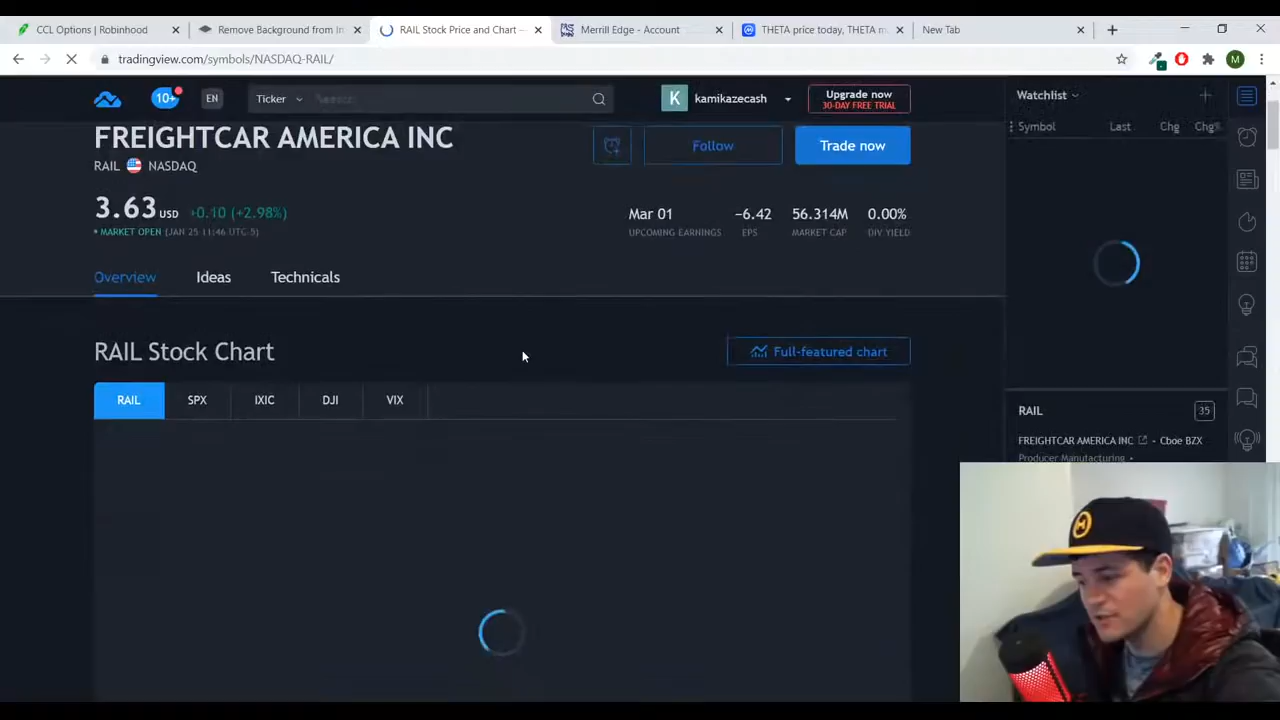 CCL Options | Robinhood
Remove Background from In
RAIL Stock Price and Chart —
Merrill Edge - Account
THETA price today, THETA m
New Tab
tradingview.com/symbols/NASDAQ-RAIL/
M
10+
EN
Ticker
K
kamikazecash
Upgrade now
30-DAY FREE TRIAL
Watchlist
Symbol Last Chg Chg%
FREIGHTCAR AMERICA INC
Follow
Trade now
RAIL NASDAQ
3.63 USD +0.10 (+2.98%)
MARKET OPEN (JAN 25 11:46 UTC-5)
Mar 01 −6.42 56.314M 0.00%
UPCOMING EARNINGS EPS MARKET CAP DIV YIELD
Overview Ideas Technicals
RAIL Stock Chart
Full-featured chart
RAIL SPX IXIC DJI VIX
RAIL
35
FREIGHTCAR AMERICA INC - Cboe BZX
Producer Manufacturing •